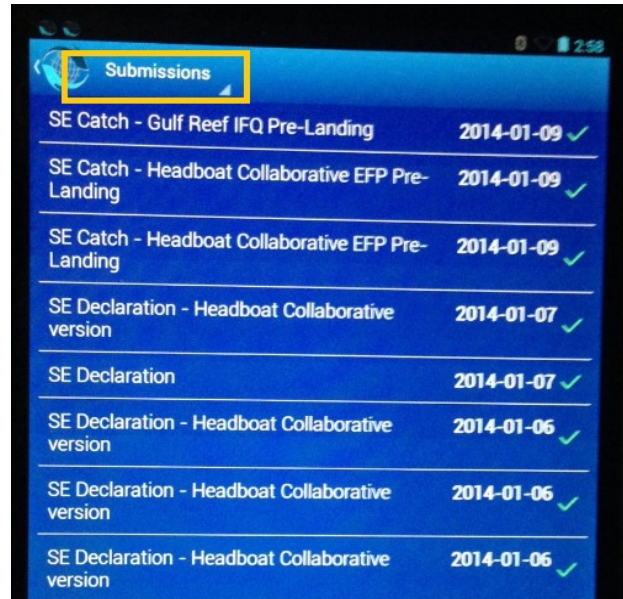 2:58
Submissions
SE Catch - Gulf Reef IFQ Pre-Landing 2014-01-09
SE Catch - Headboat Collaborative EFP Pre- 2014-01-09
Landing
SE Catch - Headboat Collaborative EFP Pre- 2014-01-09
Landing
SE Declaration - Headboat Collaborative 2014-01-07
version
SE Declaration 2014-01-07
SE Declaration - Headboat Collaborative 2014-01-06
version
SE Declaration - Headboat Collaborative 2014-01-06
version
SE Declaration - Headboat Collaborative 2014-01-06
version